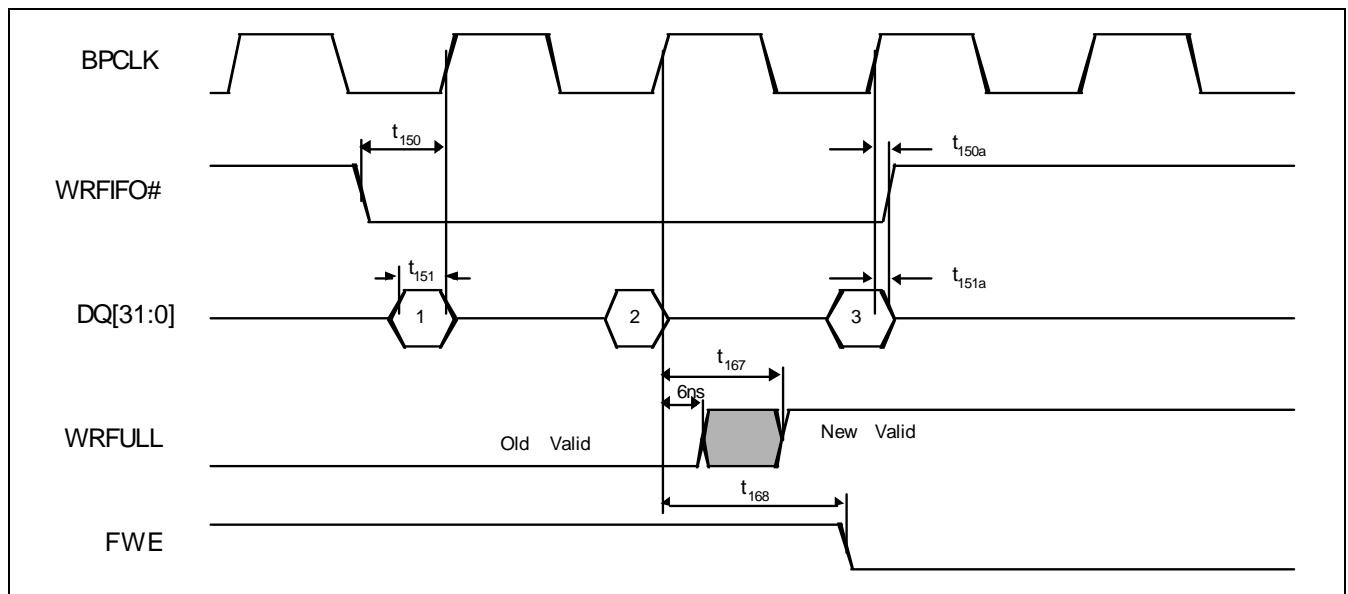 BPCLK
t150
t150a
WRFIFO#
t151
t151a
DQ[31:0]
1
2
3
t167
6ns
WRFULL
Old Valid
New Valid
t168
FWE